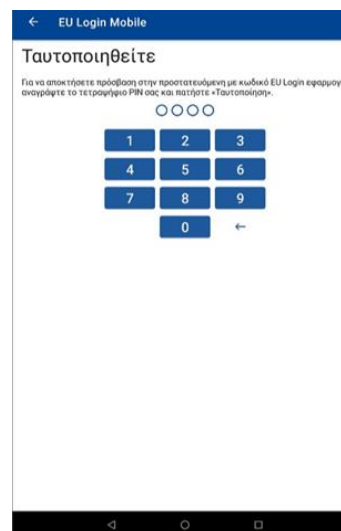 ← EU Login Mobile
Ταυτοποιηθείτε
Για να αποκτήσετε πρόσβαση στην προστατευόμενη με κωδικό EU Login εφαρμογ
αναγράψτε το τετραψήφιο PIN σας και πατήστε «Ταυτοποίηση».
1 2 3
4 5 6
7 8 9
0 ←